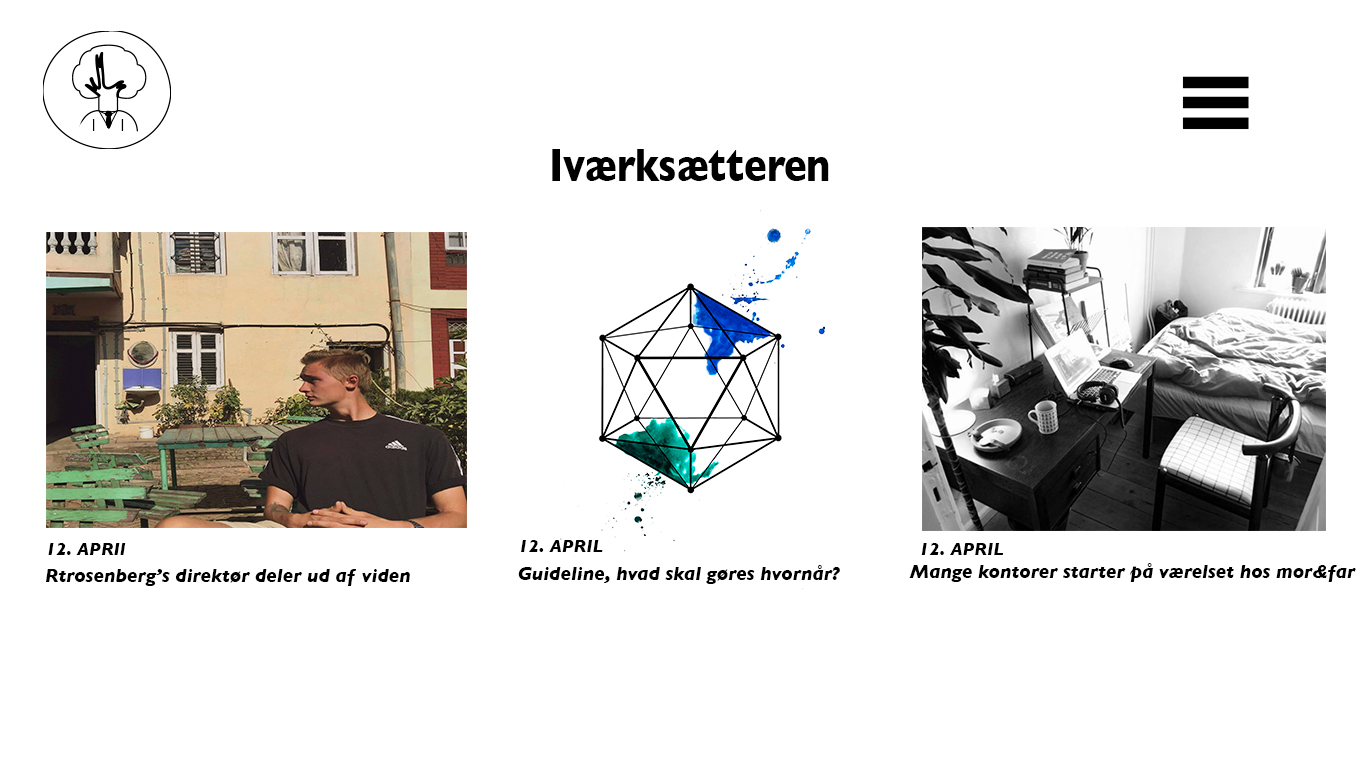 Iværksætteren
12. APRIl
Rtrosenberg's direktør deler ud af viden
12. APRIL
Guideline, hvad skal gøres hvornår?
12. APRIL
Mange kontorer starter på værelset hos mor&far